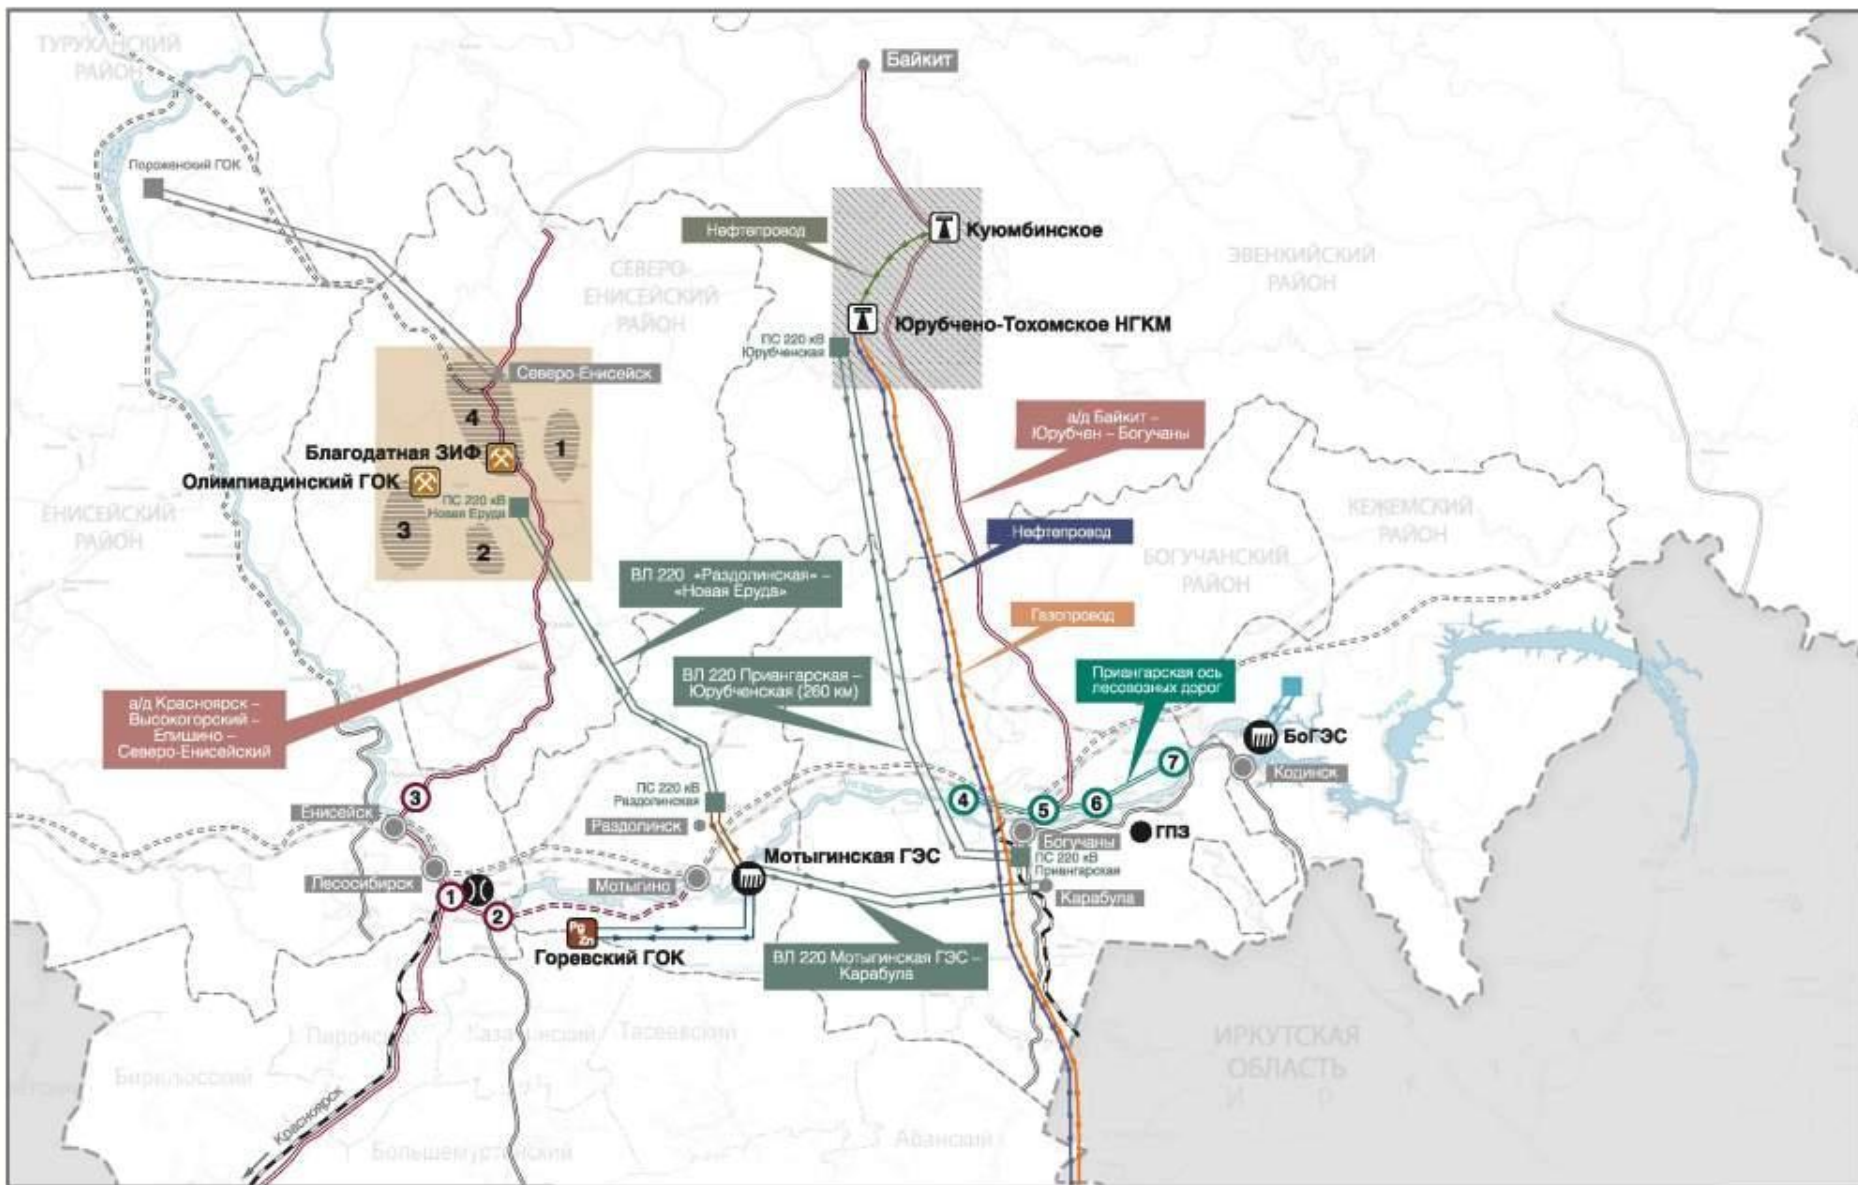 ТУРУХАНСКИЙ
РАЙОН
Байкит
Пороженский ГОК
Нефтепровод
Куюмбинское
СЕВЕРО-
ЕНИСЕЙСКИЙ
РАЙОН
ЭВЕНКИЙСКИЙ
РАЙОН
Юрубчено-Тохомское НГКМ
ПС 220 кВ
Юрубченская
Северо-Енисейск
4
1
Благодатная ЗИФ
Олимпиадинский ГОК
ПС 220 кВ
Новая Еруда
3
2
ЕНИСЕЙСКИЙ
РАЙОН
а/д Байкит –
Юрубчен – Богучаны
Нефтепровод
КЕЖЕМСКИЙ
РАЙОН
БОГУЧАНСКИЙ
РАЙОН
ВЛ 220 «Раздолинская» –
«Новая Еруда»
Газопровод
ВЛ 220 Приангарская –
Юрубченская (260 км)
Приангарская ось
лесовозных дорог
а/д Красноярск –
Высокогорский –
Епишино –
Северо-Енисейский
БоГЭС
Кодинск
7
6
5
4
3
ПС 220 кВ
Раздолинская
Енисейск
Раздолинск
Богучаны
ГПЗ
Мотыгинская ГЭС
ПС 220 кВ
Приангарская
Лесосибирск
Мотыгино
Карабула
1
2
Pg
Zn
Горевский ГОК
ВЛ 220 Мотыгинская ГЭС –
Карабула
Тасеевский
ИРКУТСКАЯ
ОБЛАСТЬ
И Р
Красноярск
Абанский